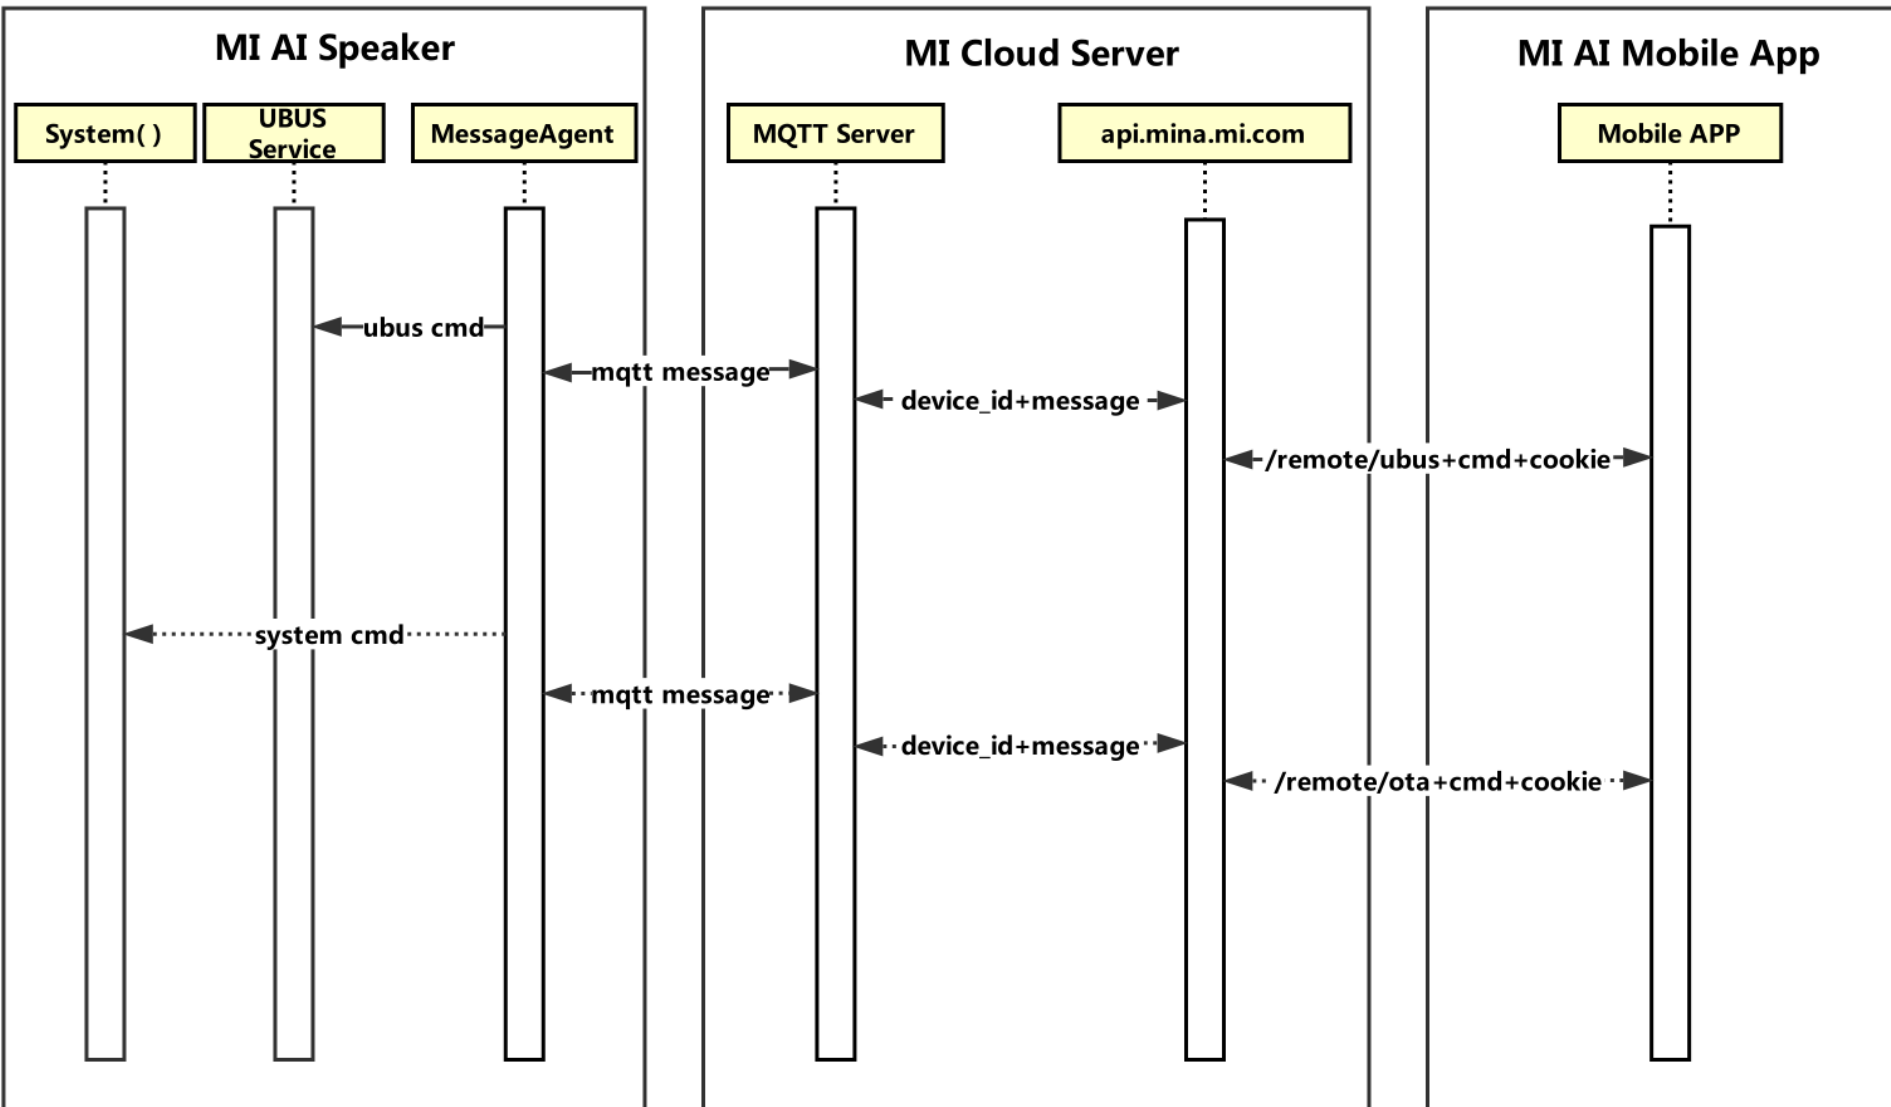 MI AI Speaker
MI Cloud Server
MI AI Mobile App
System( )
UBUS
Service
MessageAgent
MQTT Server
api.mina.mi.com
Mobile APP
ubus cmd
mqtt message
device_id+message
/remote/ubus+cmd+cookie
system cmd
mqtt message
device_id+message
/remote/ota+cmd+cookie